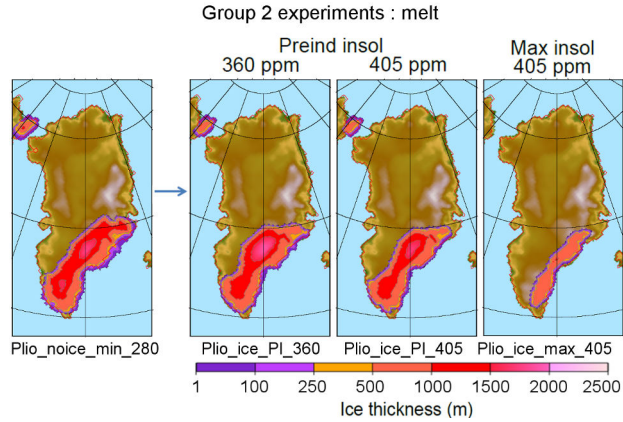 Group 2 experiments : melt
Preind insol
Max insol
360 ppm
405 ppm
405 ppm
Plio_noice_min_280
Plio_ice_PI_360
Plio_ice_PI_405
Plio_ice_max_405
1 100 250 500 1000 1500 2000 2500
Ice thickness (m)